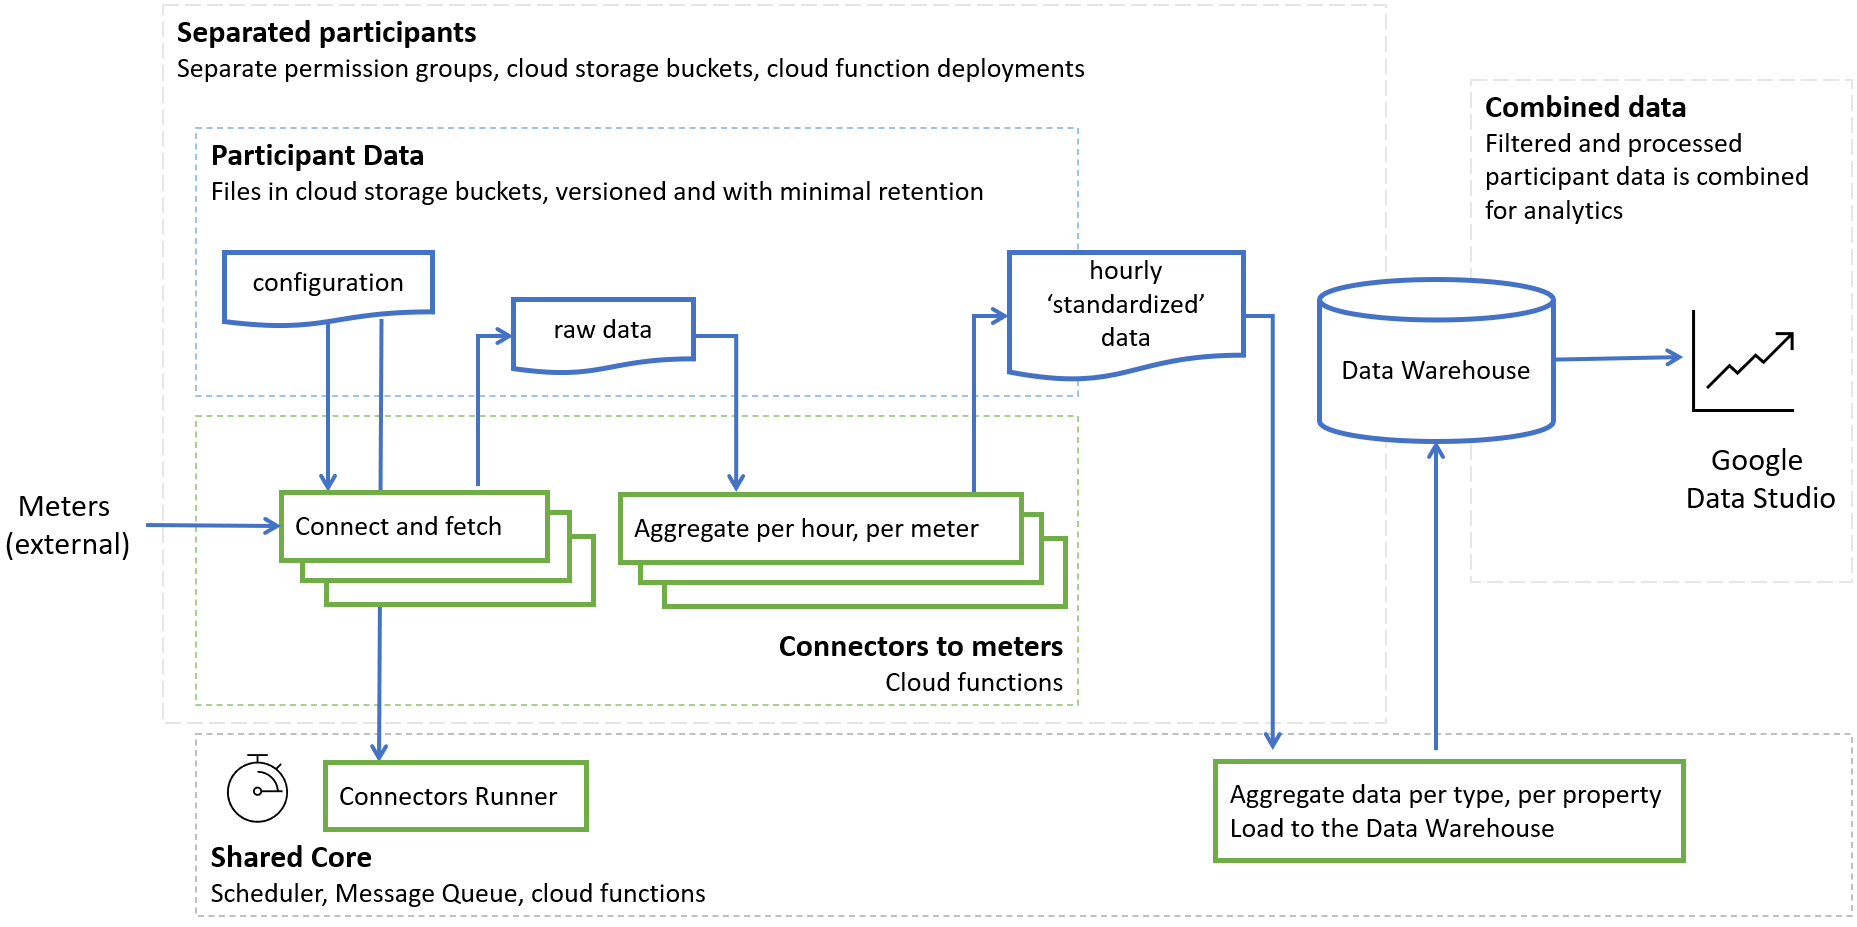 Separated participants
Separate permission groups, cloud storage buckets, cloud function deployments
Combined data
Filtered and processed
participant data is combined
for analytics
Participant Data
Files in cloud storage buckets, versioned and with minimal retention
configuration
raw data
hourly
‘standardized’
data
Data Warehouse
Google
Data Studio
Meters
(external)
Connect and fetch
Aggregate per hour, per meter
Connectors to meters
Cloud functions
Connectors Runner
Aggregate data per type, per property
Load to the Data Warehouse
Shared Core
Scheduler, Message Queue, cloud functions